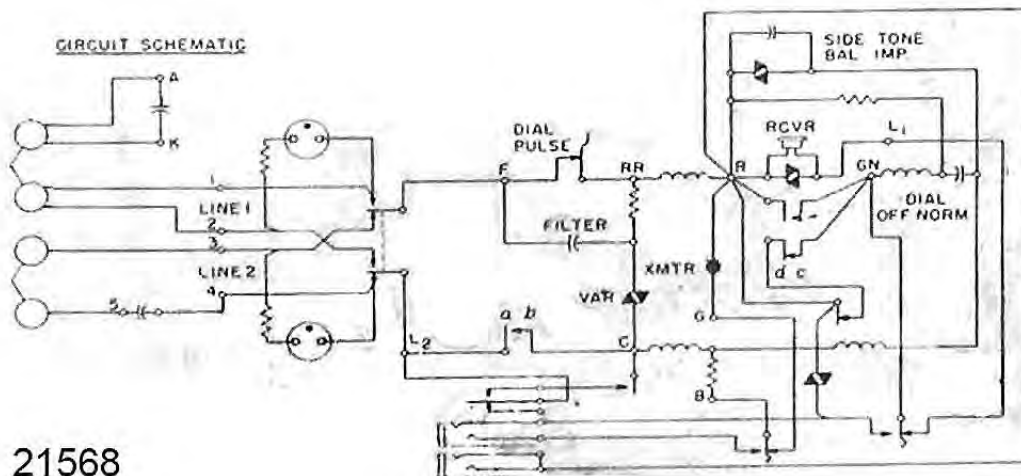 CIRCUIT SCHEMATIC
A
K
1
LINE 1
2
3
LINE 2
4
5
DIAL
PULSE
F
RR
FILTER
VAR
a b
L2
C
SIDE TONE
BAL IMP.
RCVR
L1
R
GN
DIAL
OFF NORM
XMTR
d c
G
B
21568